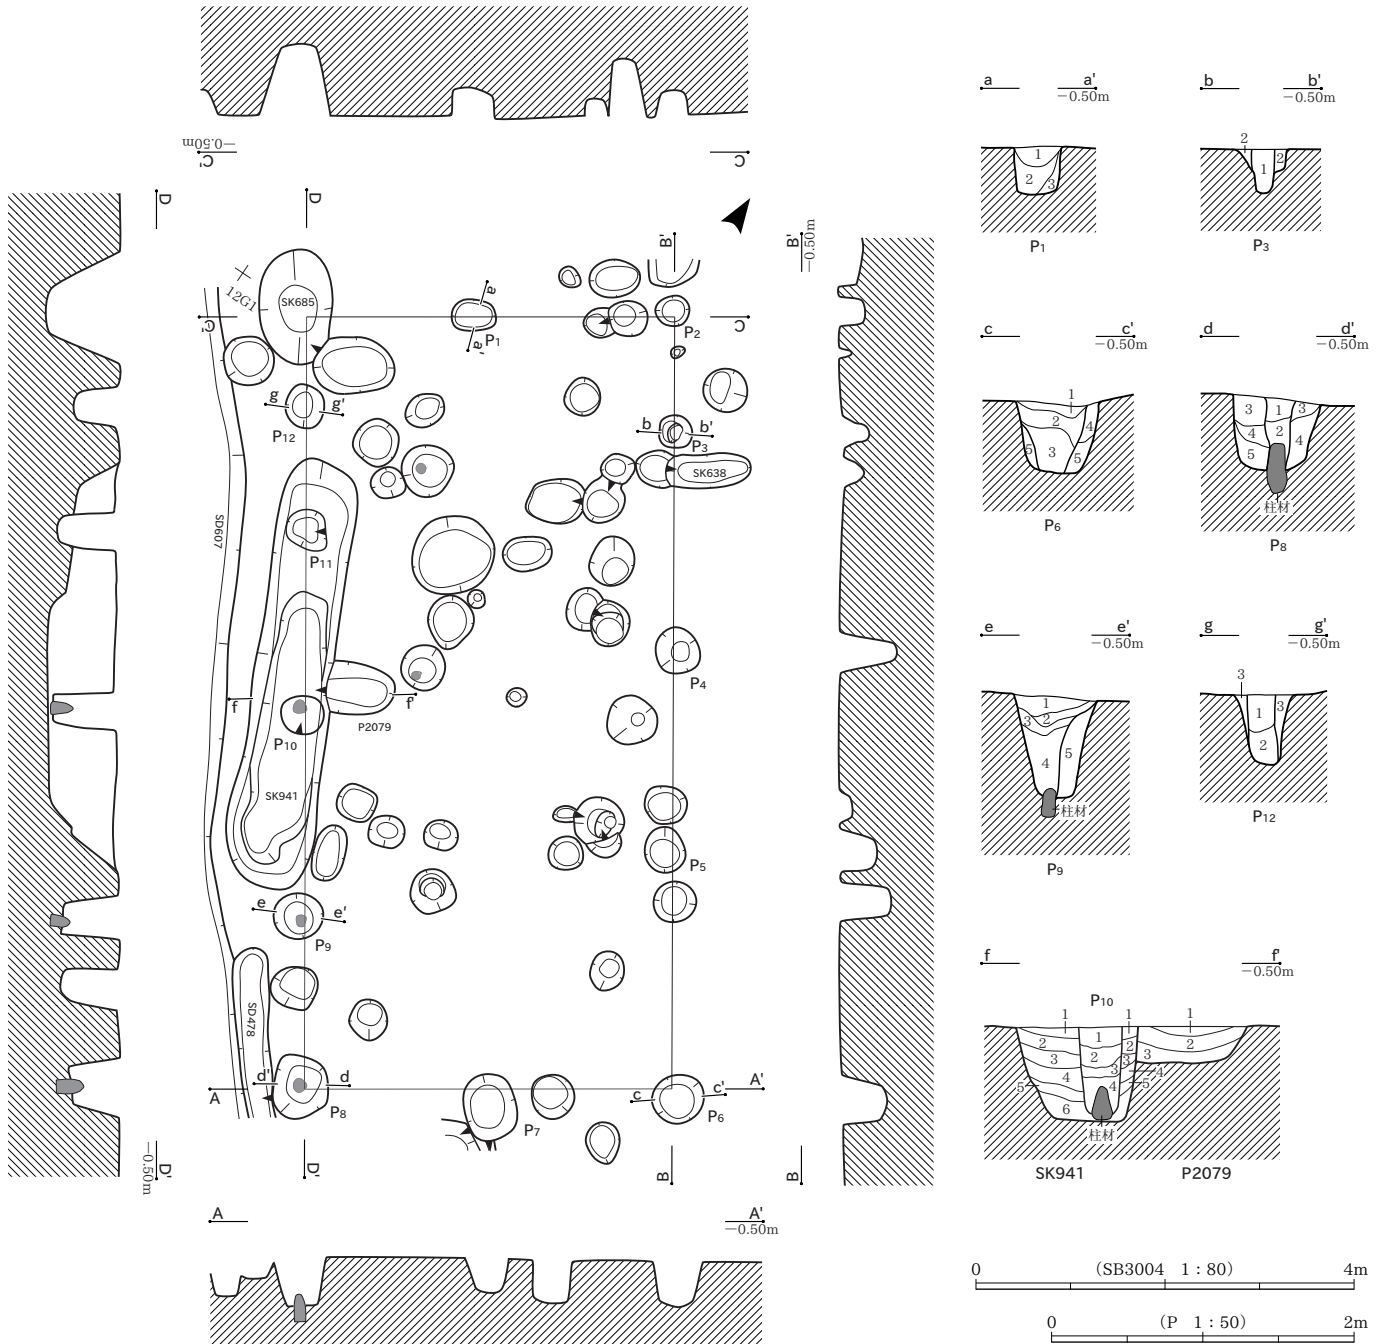 −0.50m
C'
C
D
D
B'
B'
−0.50m
12G1
SK685
C'
C
a
a'
P1
P2
g
g'
P12
b
b'
P3
SK638
SD607
P11
P4
f
f'
P10
P2079
SK941
P5
e
e'
P9
SD478
d'
d
P8
A
A'
c
c'
P6
P7
−0.50m
D'
D'
B
B
A
A'
−0.50m
a
a'
−0.50m
1
2
3
P1
b
b'
−0.50m
2
1
2
P3
c
c'
−0.50m
1
2
4
5
3
5
P6
d
d'
−0.50m
3
1
3
4
2
4
5
柱材
P8
e
e'
−0.50m
1
3
2
4
5
柱材
P9
g
g'
−0.50m
3
1
3
2
P12
f
f'
−0.50m
P10
1
1
1
2
1
2
2
3
2
3
3
4
3
4
5
4
5
6
柱材
SK941
P2079
0
（SB3004　1：80）
4m
0
（P　1：50）
2m